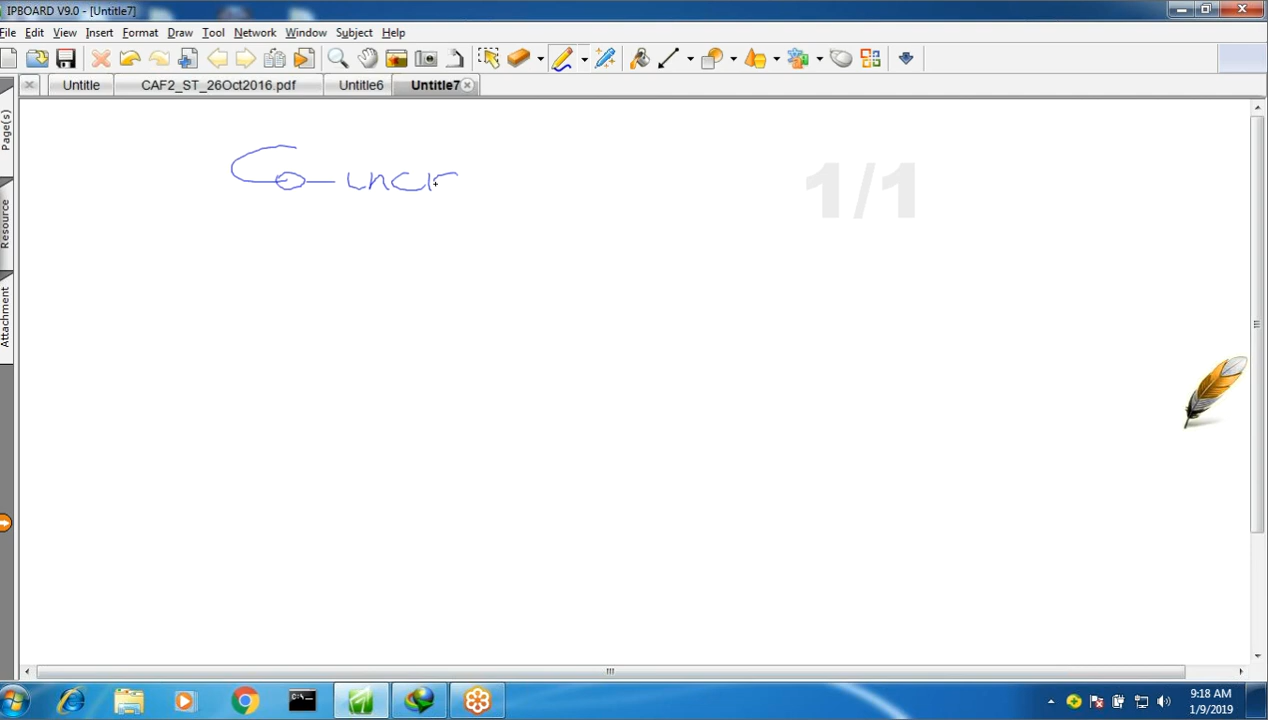 IPBOARD V9.0 - [Untitle7]
File Edit View Insert Format Draw Tool Network Window Subject Help
Untitle CAF2_ST_26Oct2016.pdf Untitle6 Untitle7
Page(s)
Resource
Attachment
Co
1/1
9:18 AM
1/9/2019